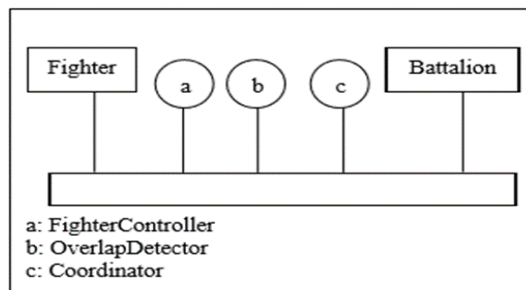 Fighter
a
b
c
Battalion
a: FighterController
b: OverlapDetector
c: Coordinator